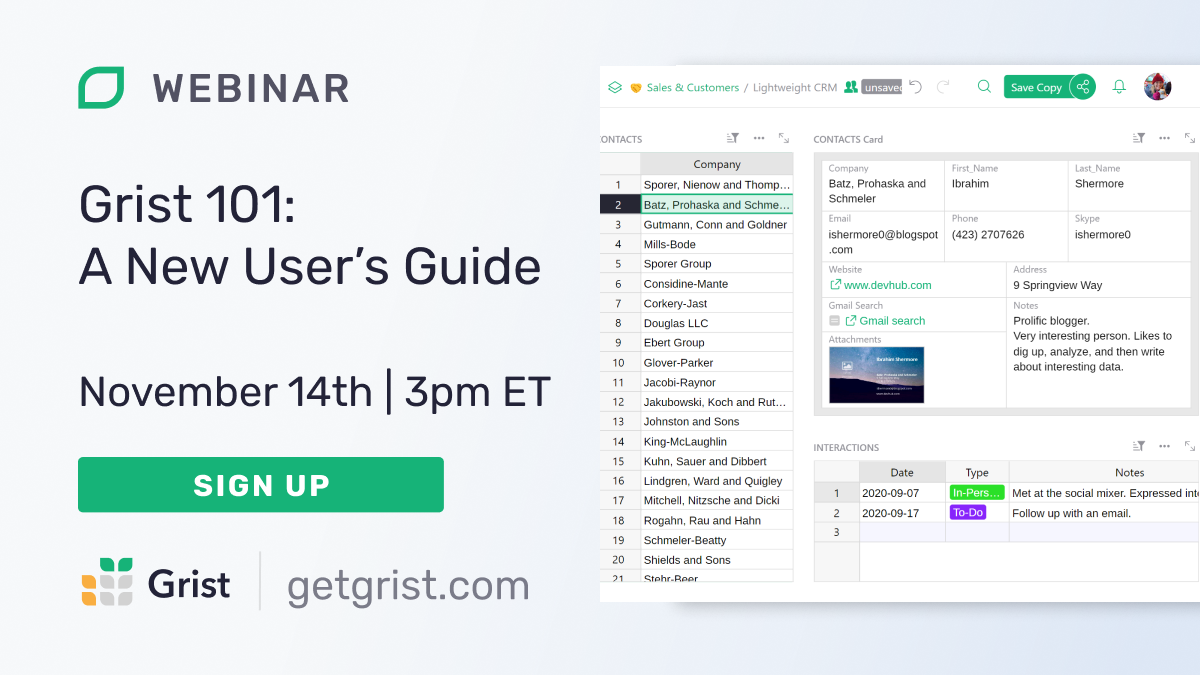 WEBINAR
Grist 101:
A New User’s Guide
November 14th | 3pm ET
SIGN UP
Grist
getgrist.com
Sales & Customers / Lightweight CRM
unsaved
Save Copy
ONTACTS
Company
1 Sporer, Nienow and Thomp…
2 Batz, Prohaska and Schme…
3 Gutmann, Conn and Goldner
4 Mills-Bode
5 Sporer Group
6 Considine-Mante
7 Corkery-Jast
8 Douglas LLC
9 Ebert Group
10 Glover-Parker
11 Jacobi-Raynor
12 Jakubowski, Koch and Rut…
13 Johnston and Sons
14 King-McLaughlin
15 Kuhn, Sauer and Dibbert
16 Lindgren, Ward and Quigley
17 Mitchell, Nitzsche and Dicki
18 Rogahn, Rau and Hahn
19 Schmeler-Beatty
20 Shields and Sons
21 Stehr-Beer
CONTACTS Card
Company
Batz, Prohaska and
Schmeler
First_Name
Ibrahim
Last_Name
Shermore
Email
ishermore0@blogspot
.com
Phone
(423) 2707626
Skype
ishermore0
Website
www.devhub.com
Address
9 Springview Way
Gmail Search
Gmail search
Notes
Prolific blogger.
Very interesting person. Likes to
dig up, analyze, and then write
about interesting data.
Attachments
Ibrahim Shermore
INTERACTIONS
Date Type Notes
1 2020-09-07 In-Pers… Met at the social mixer. Expressed int
2 2020-09-17 To-Do Follow up with an email.
3